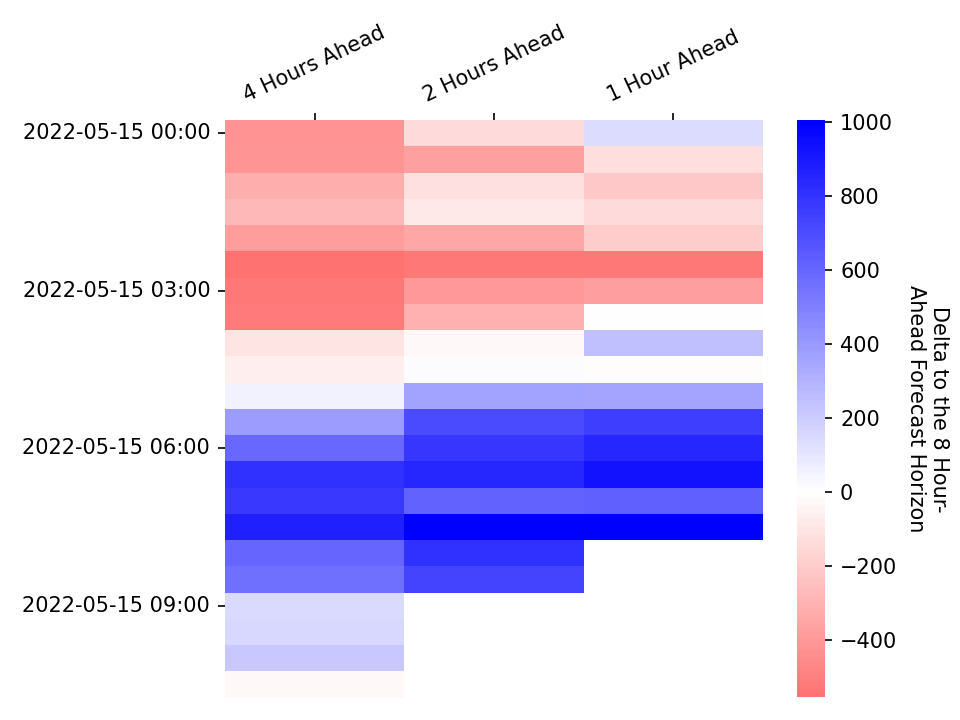 4 Hours Ahead
2 Hours Ahead
1 Hour Ahead
2022-05-15 00:00
2022-05-15 03:00
2022-05-15 06:00
2022-05-15 09:00
1000
800
600
400
200
0
−200
−400
Delta to the 8 Hour-
Ahead Forecast Horizon